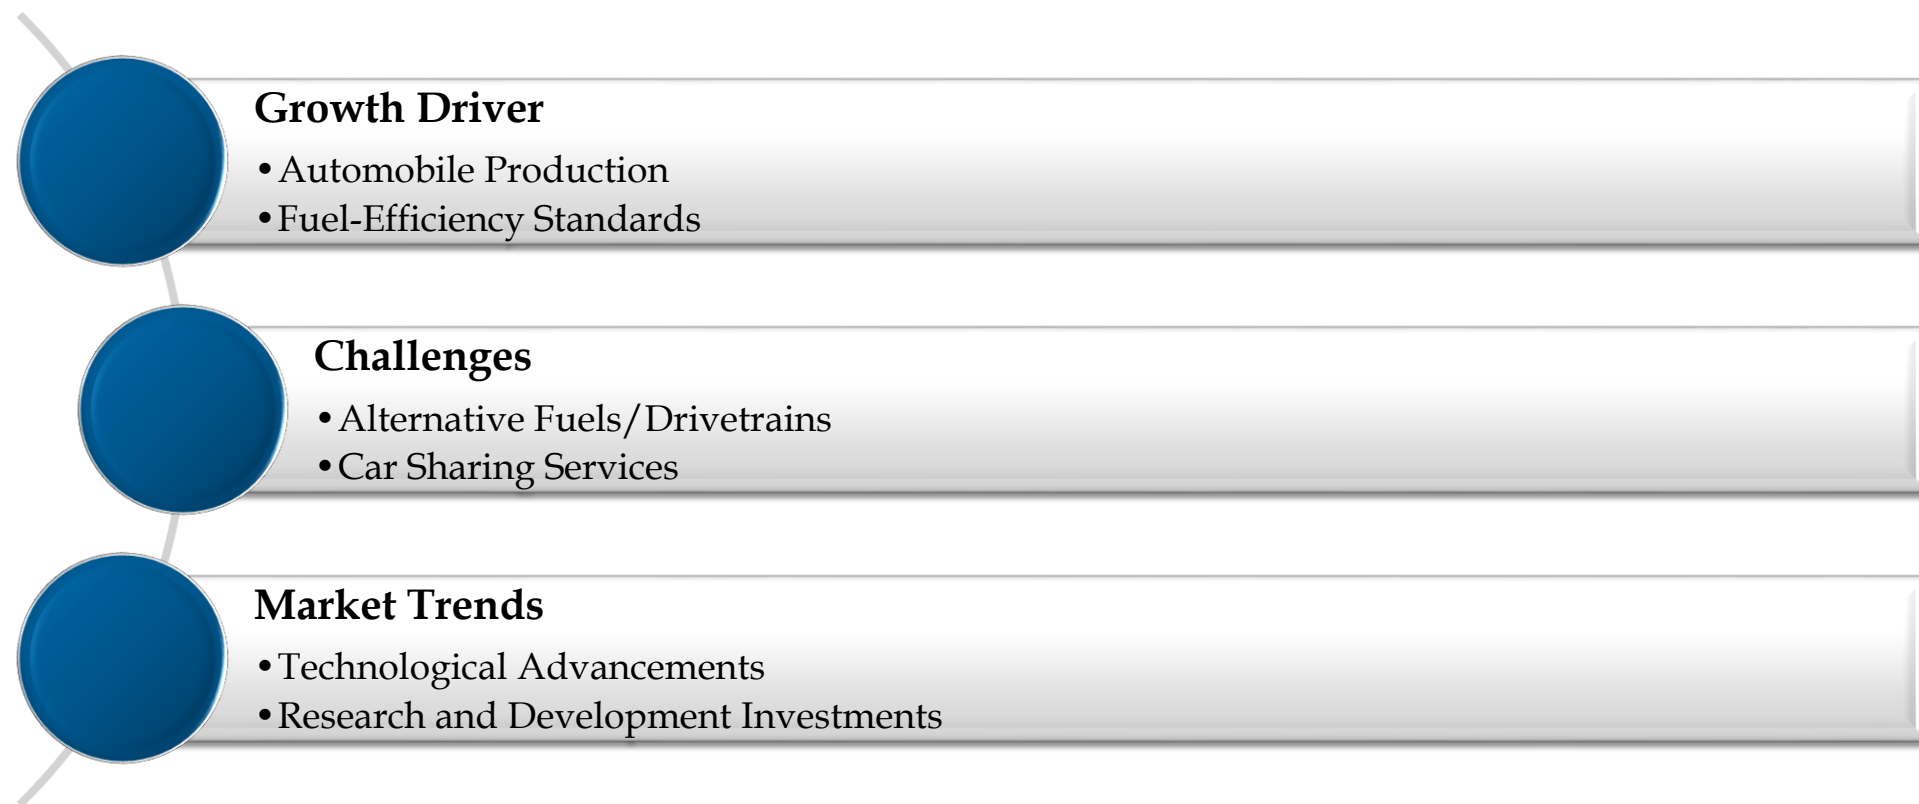 Growth Driver
•Automobile Production
•Fuel-Efficiency Standards
Challenges
•Alternative Fuels/Drivetrains
•Car Sharing Services
Market Trends
•Technological Advancements
•Research and Development Investments